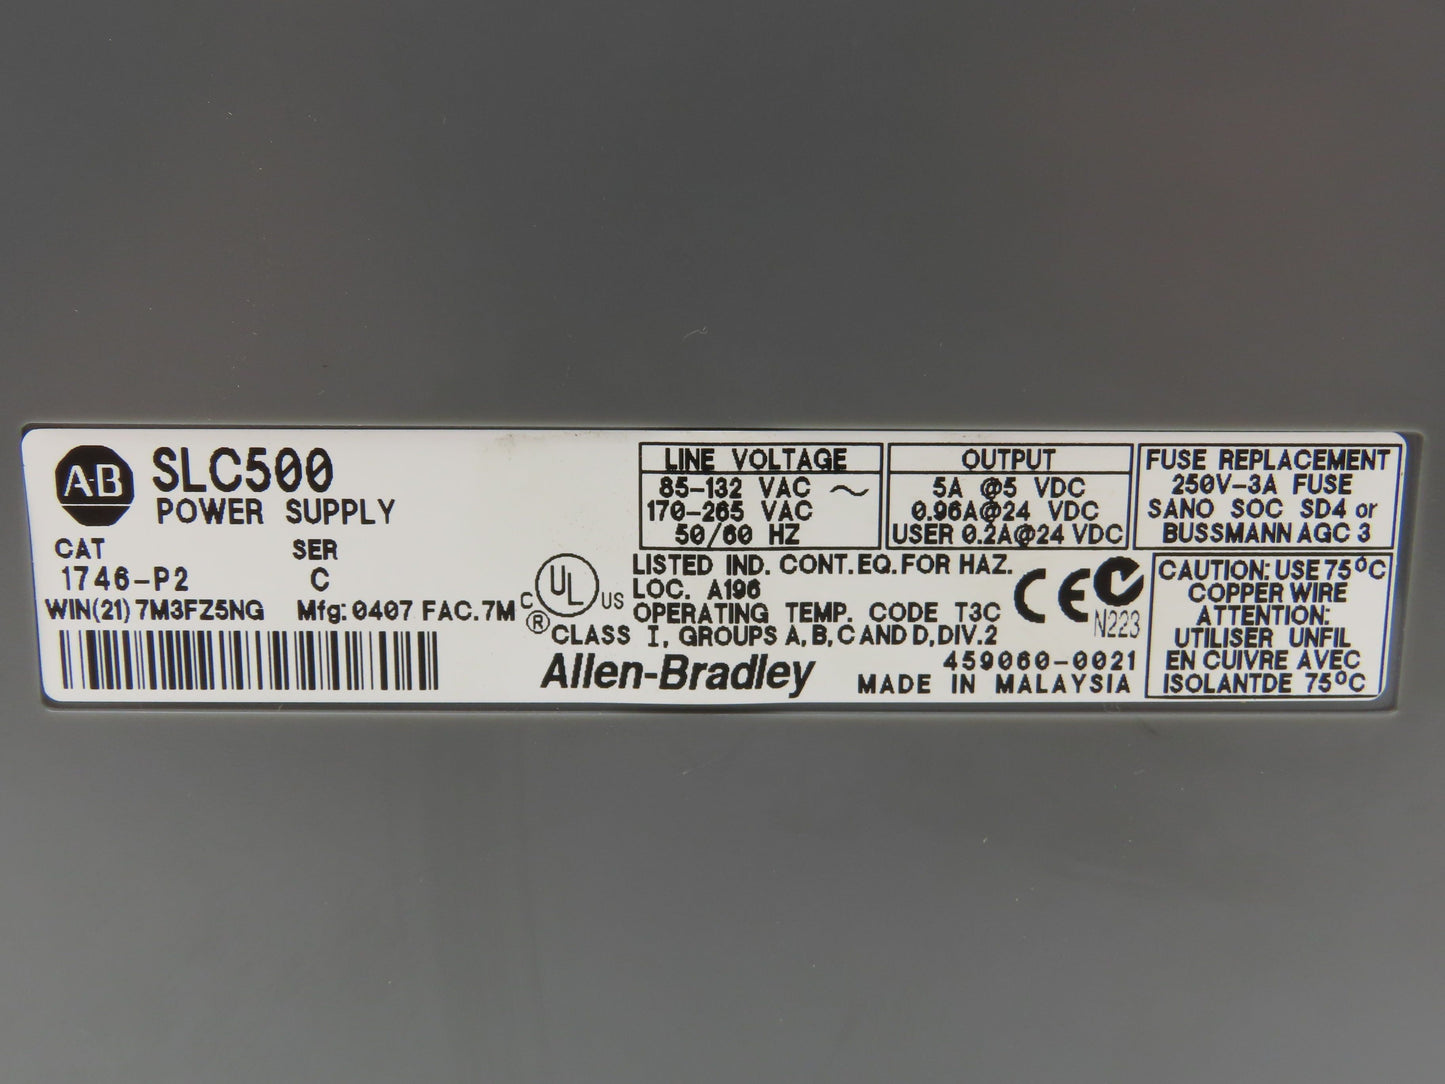 A-B
SLC500
POWER SUPPLY
CAT SER
1746-P2 C
WIN(21) 7M3FZ5NG Mfg: 0407 FAC. 7M
LINE VOLTAGE
85-132 VAC ~
170-265 VAC
50/60 HZ
OUTPUT
5A @5 VDC
0.96A@24 VDC
USER 0.2A@24 VDC
FUSE REPLACEMENT
250V-3A FUSE
SANO SOC SD4 or
BUSSMANN AGC 3
C UL US
®
LISTED IND. CONT. EQ. FOR HAZ.
LOC. A196
OPERATING TEMP. CODE T3C
CLASS I, GROUPS A, B, C AND D, DIV.2
CE
N223
Allen-Bradley
459060-0021
MADE IN MALAYSIA
CAUTION: USE 75°C
COPPER WIRE
ATTENTION:
UTILISER UNFIL
EN CUIVRE AVEC
ISOLANTDE 75°C